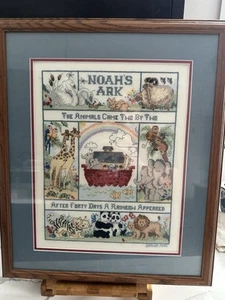 NOAH'S
ARK
THE ANIMALS CAME TWO BY TWO
AFTER FORTY DAYS A RAINBOW APPEARED